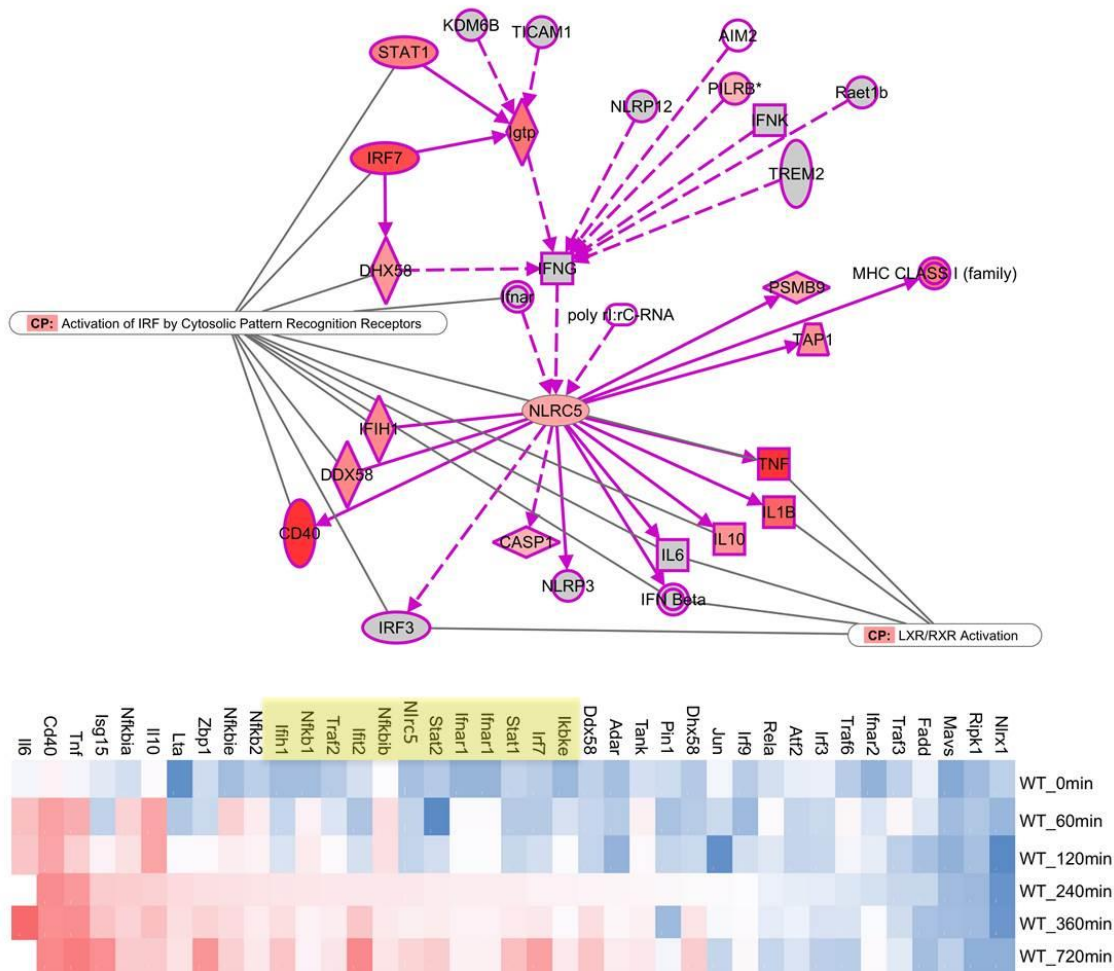 KDM6B
TICAM1
AIM2
STAT1
PILRB*
Raet1b
NLRP12
IFNK
Igtp
IRF7
TREM2
DHX58
IFNG
MHC CLASS I (family)
PSMB9
Ifnar
poly rI:rC-RNA
CP: Activation of IRF by Cytosolic Pattern Recognition Receptors
TAP1
NLRC5
IFIH1
DDX58
TNF
IL1B
CD40
CASP1
IL10
IL6
NLRP3
IFN Beta
IRF3
CP: LXR/RXR Activation
Il6
Cd40
Tnf
Isg15
Nfkbia
Il10
Lta
Zbp1
Nfkbie
Nfkb2
Ifih1
Nfkb1
Traf2
Ifit2
Nfkbib
Nlrc5
Stat2
Ifnar1
Ifnar1
Stat1
Irf7
Ikbke
Ddx58
Adar
Tank
Pin1
Dhx58
Jun
Irf9
Rela
Atf2
Irf3
Traf6
Ifnar2
Traf3
Fadd
Mavs
Ripk1
Nlrx1
WT_0min
WT_60min
WT_120min
WT_240min
WT_360min
WT_720min